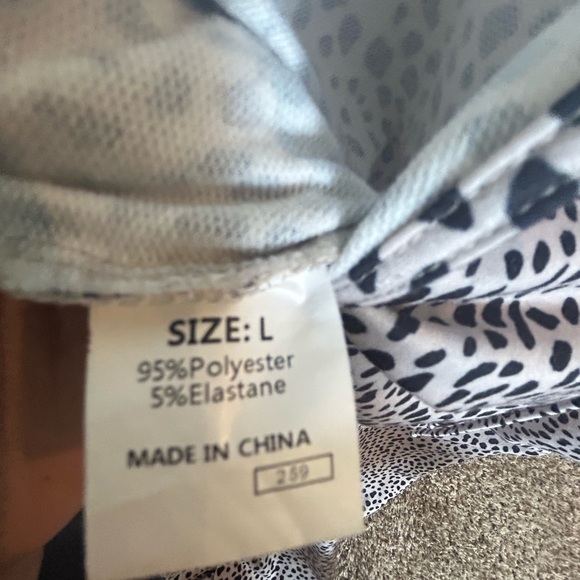 SIZE: L
95%Polyester
5%Elastane
MADE IN CHINA
259